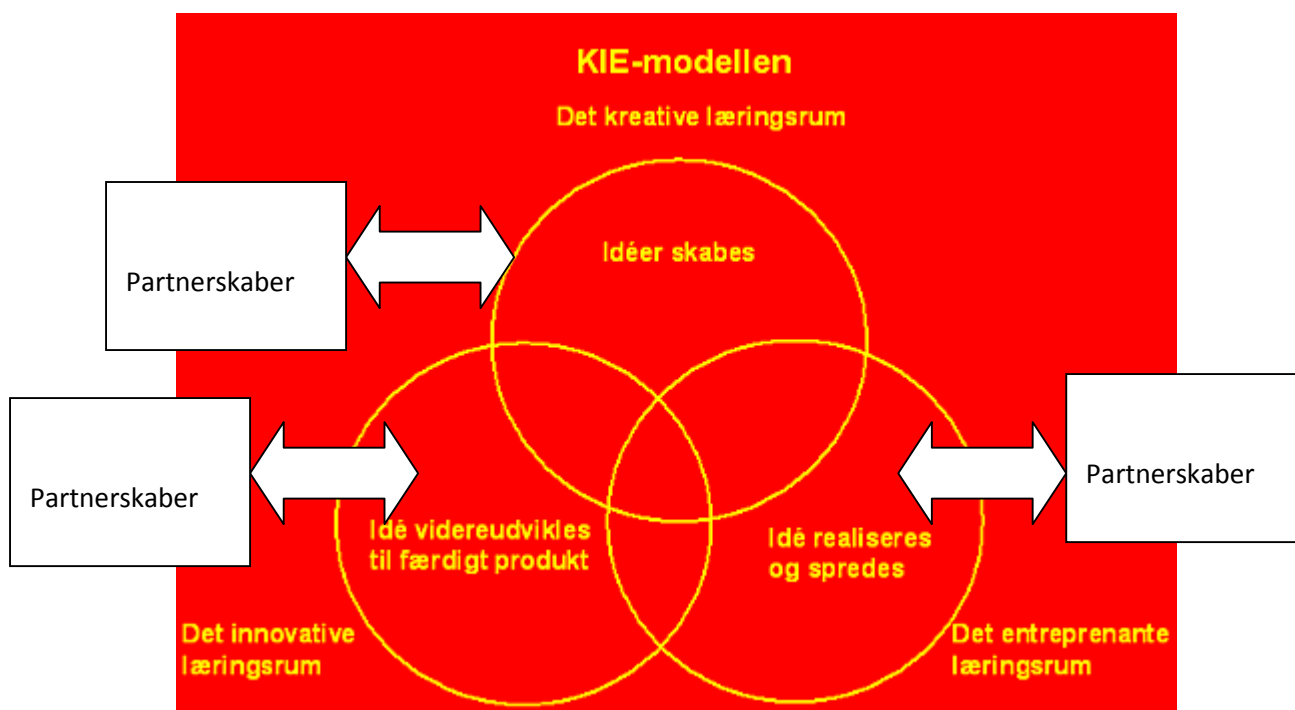 KIE-modellen
Det kreative læringsrum
Idéer skabes
Partnerskaber
Partnerskaber
Partnerskaber
Idé videreudvikles
til færdigt produkt
Idé realiseres
og spredes
Det innovative
læringsrum
Det entreprenante
læringsrum